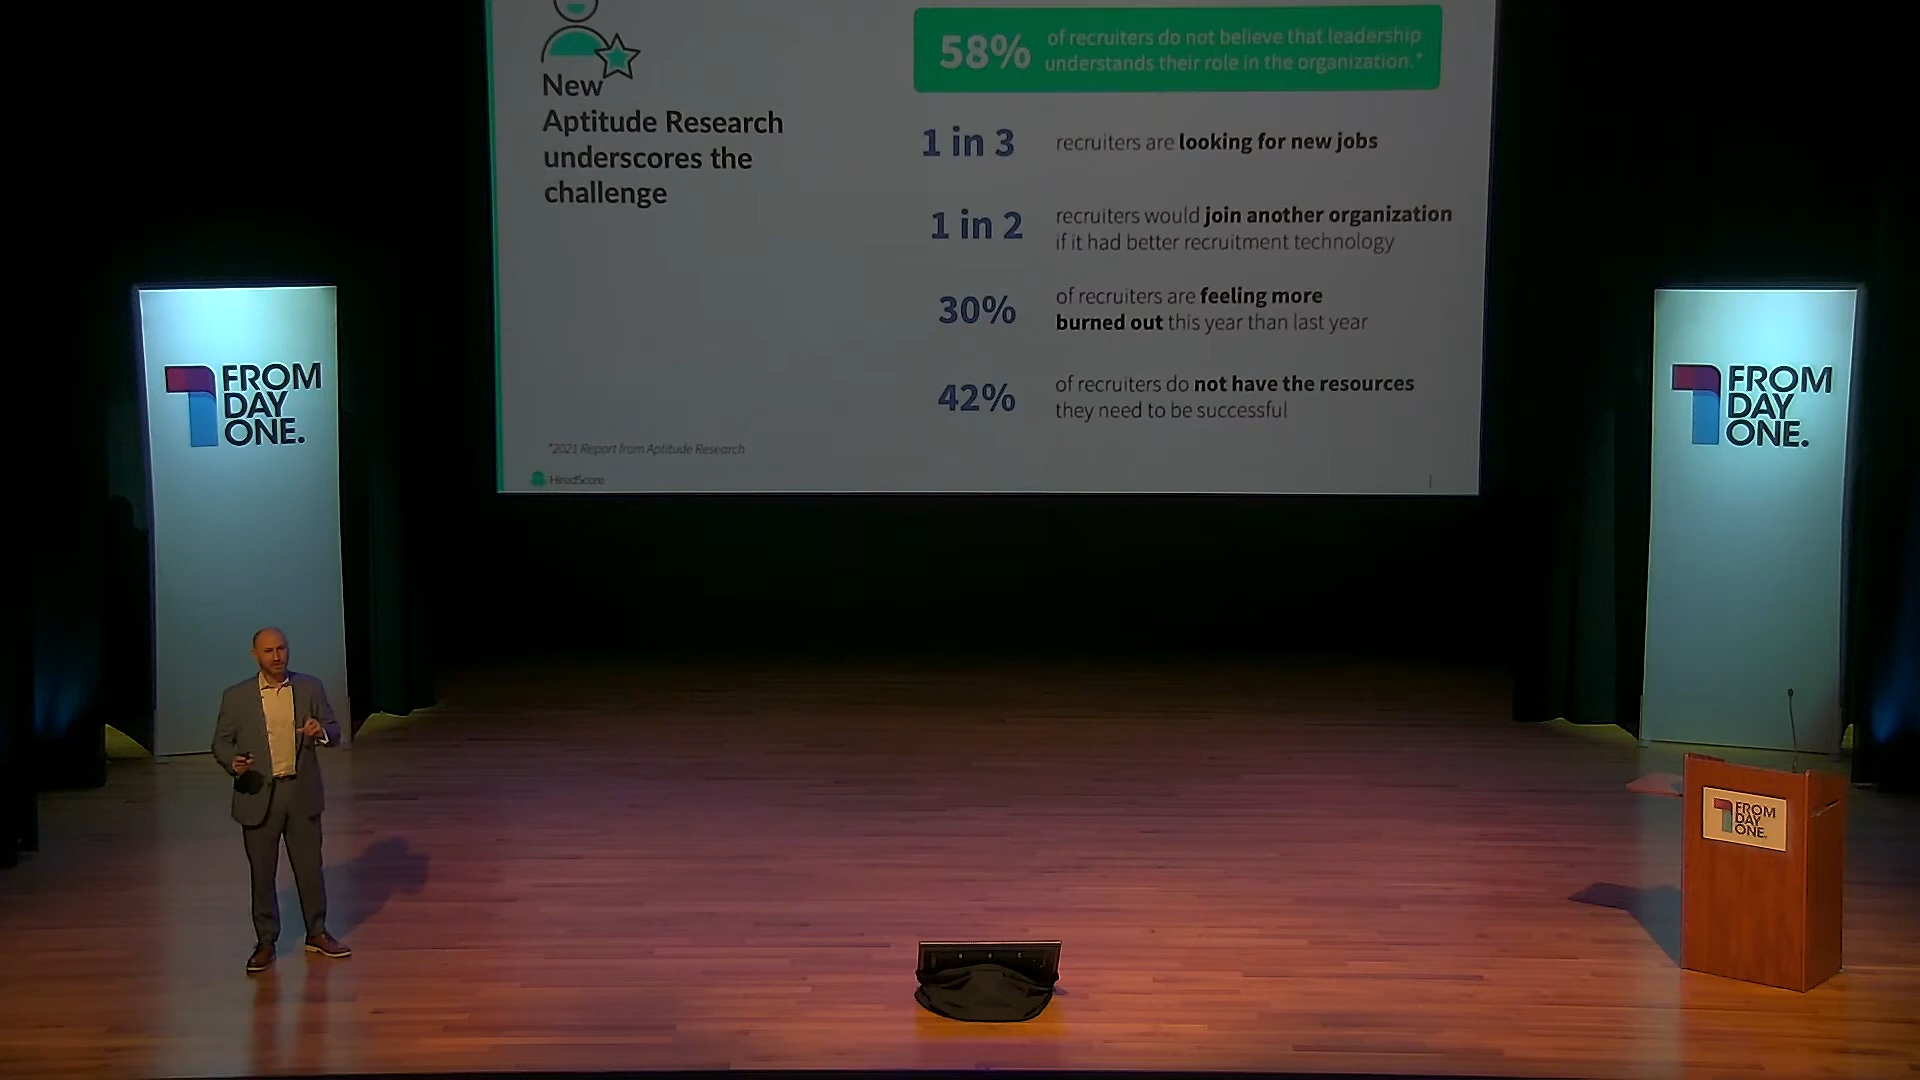 New
Aptitude Research
underscores the
challenge
58%
of recruiters do not believe that leadership
understands their role in the organization.*
1 in 3
recruiters are looking for new jobs
1 in 2
recruiters would join another organization
if it had better recruitment technology
30%
of recruiters are feeling more
burned out this year than last year
42%
of recruiters do not have the resources
they need to be successful
*2021 Report from Aptitude Research
HiredScore
FROM
DAY
ONE.
FROM
DAY
ONE.
FROM
DAY
ONE.